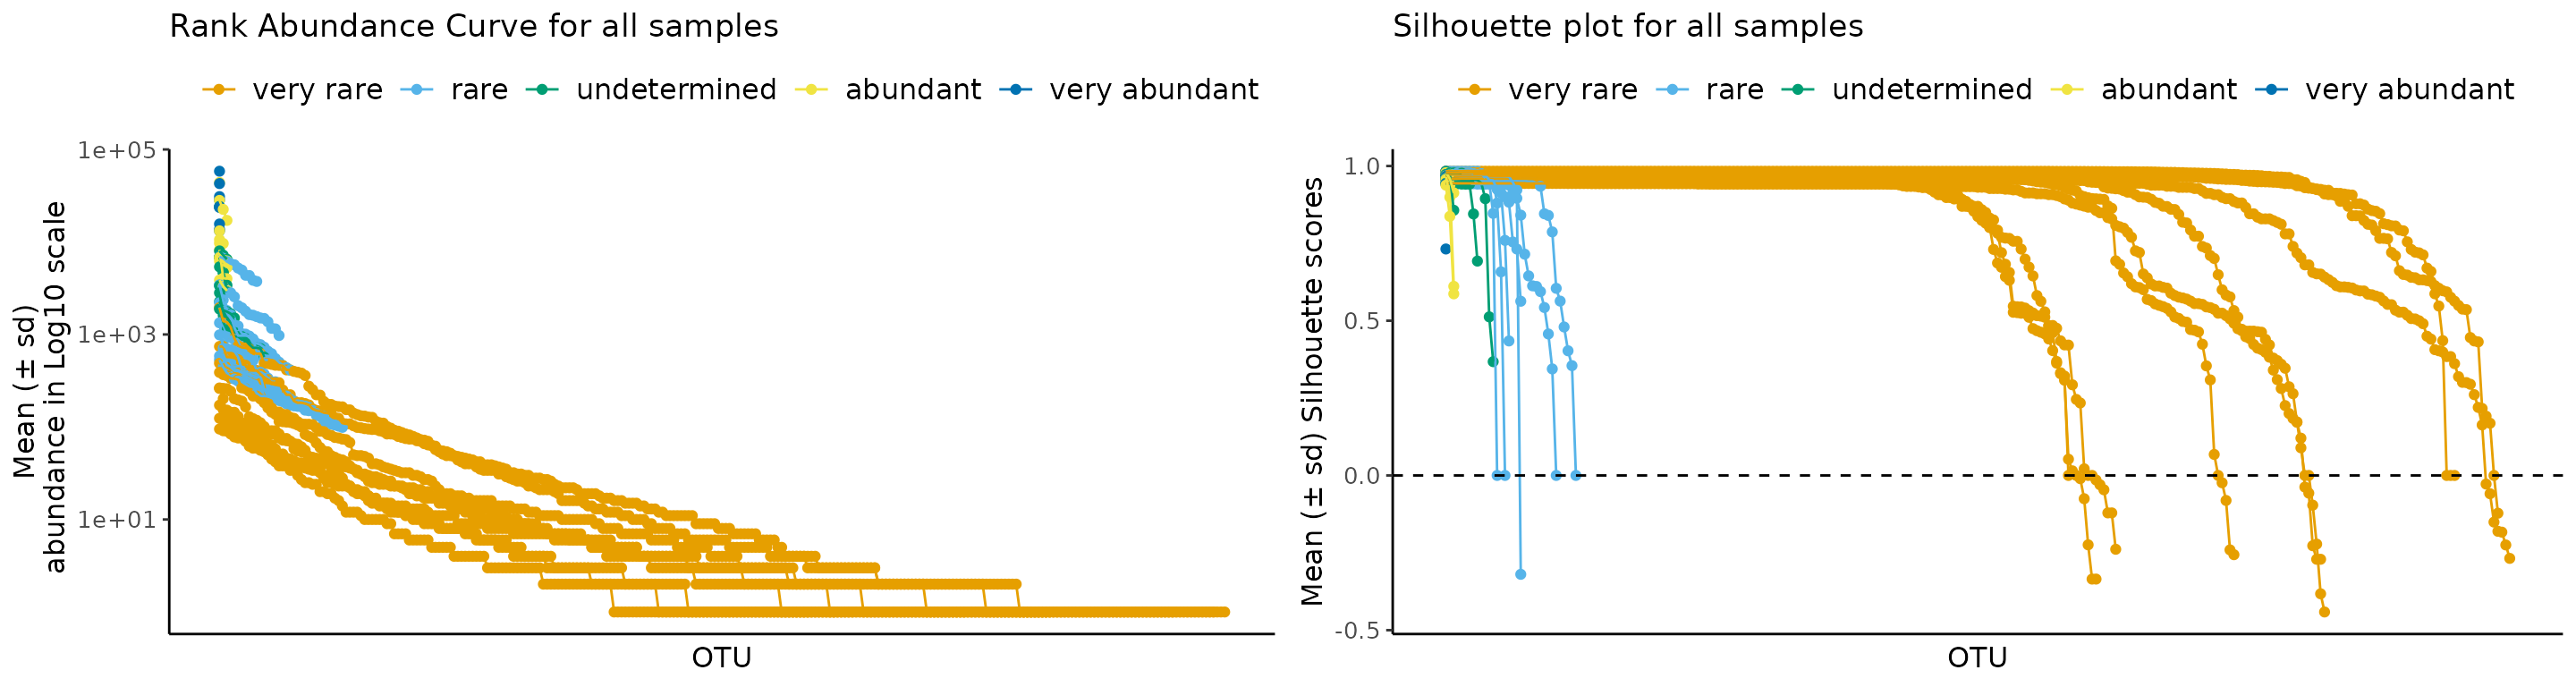 Rank Abundance Curve for all samples
very rare rare undetermined abundant very abundant
Mean (± sd)
abundance in Log10 scale
1e+05
1e+03
1e+01
OTU
Silhouette plot for all samples
very rare rare undetermined abundant very abundant
Mean (± sd) Silhouette scores
1.0
0.5
0.0
-0.5
OTU